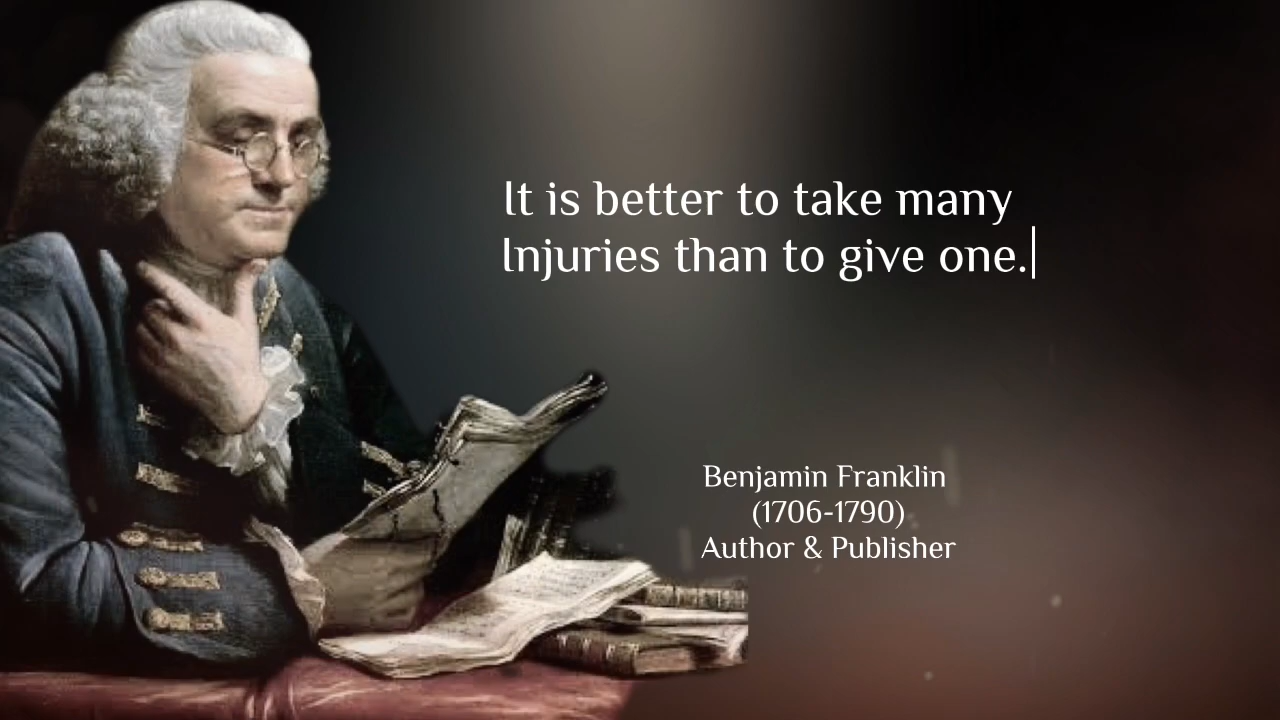 It is better to take many
Injuries than to give one.
Benjamin Franklin
(1706-1790)
Author & Publisher